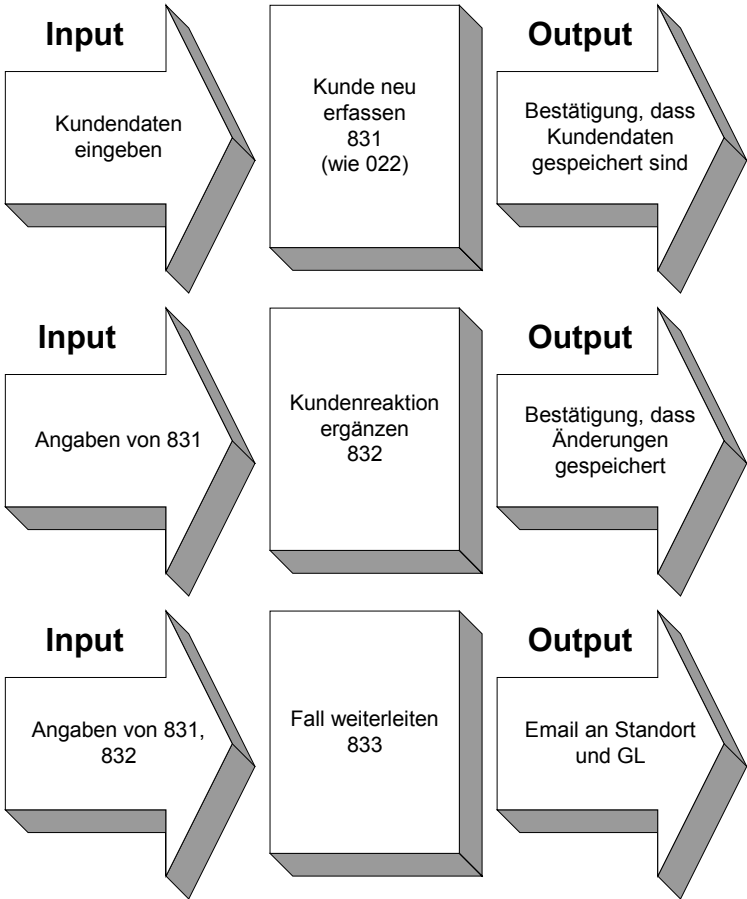 Input
Kundendaten
eingeben
Kunde neu
erfassen
831
(wie 022)
Output
Bestätigung, dass
Kundendaten
gespeichert sind
Input
Angaben von 831
Kundenreaktion
ergänzen
832
Output
Bestätigung, dass
Änderungen
gespeichert
Input
Angaben von 831,
832
Fall weiterleiten
833
Output
Email an Standort
und GL